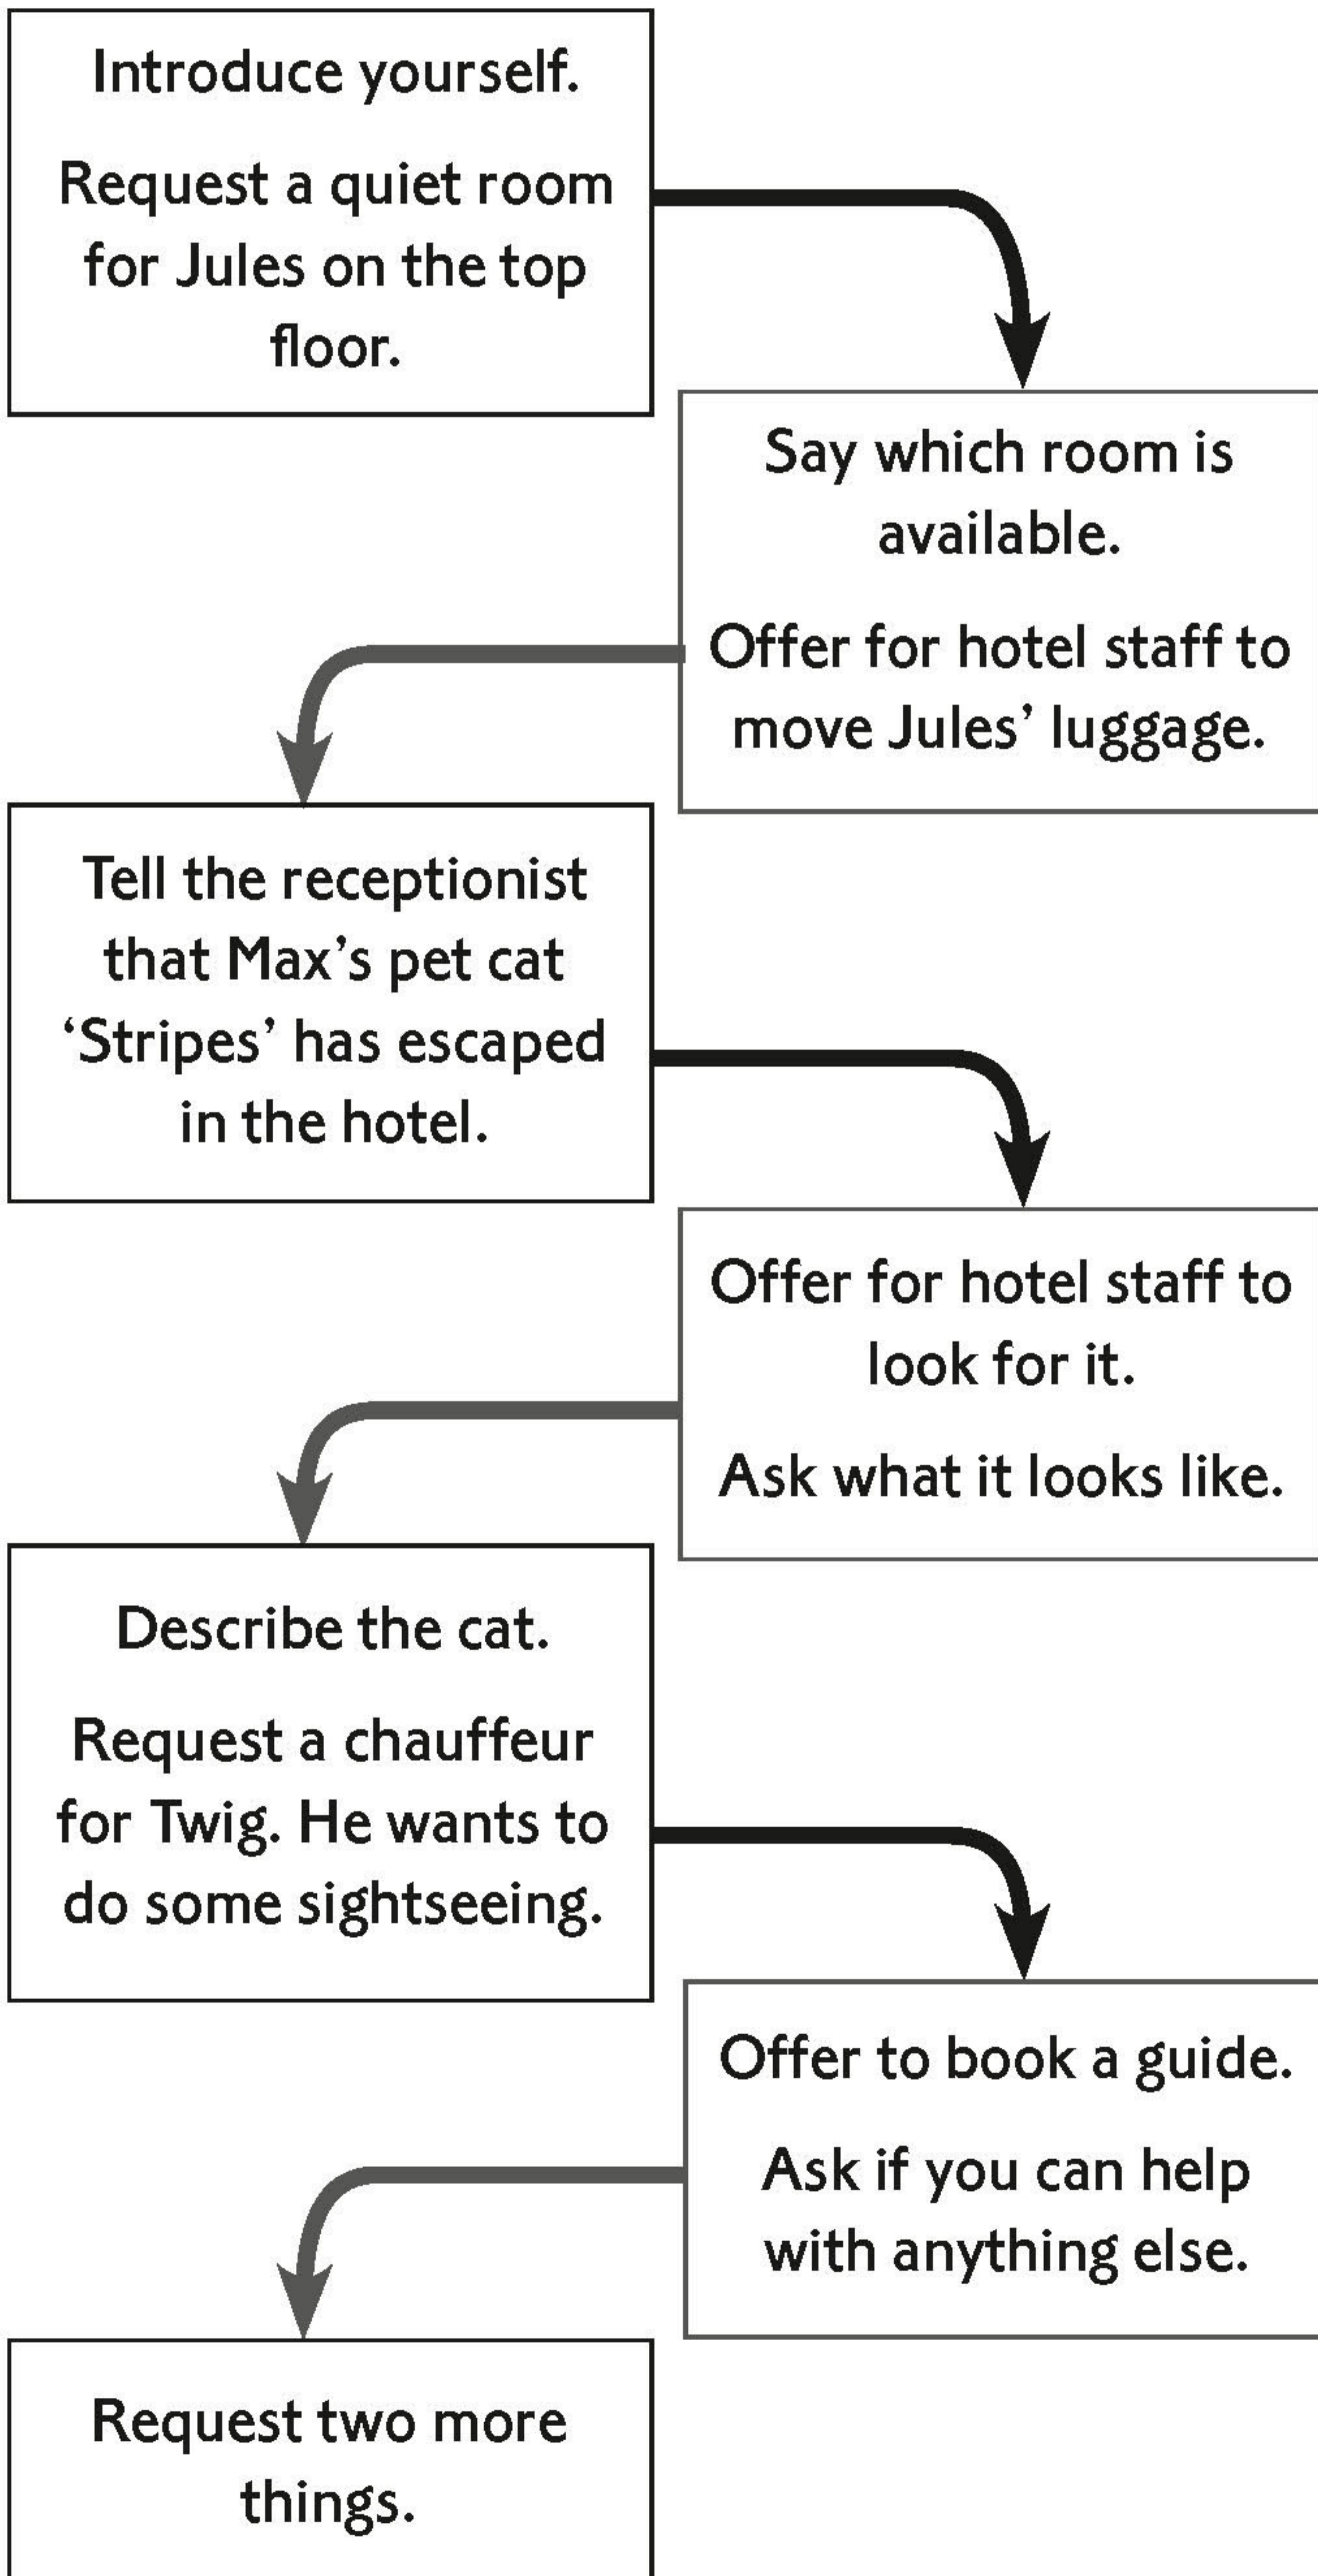 Introduce yourself.
Request a quiet room
for Jules on the top
floor.
Say which room is
available.
Offer for hotel staff to
move Jules’ luggage.
Tell the receptionist
that Max’s pet cat
‘Stripes’ has escaped
in the hotel.
Offer for hotel staff to
look for it.
Ask what it looks like.
Describe the cat.
Request a chauffeur
for Twig. He wants to
do some sightseeing.
Offer to book a guide.
Ask if you can help
with anything else.
Request two more
things.